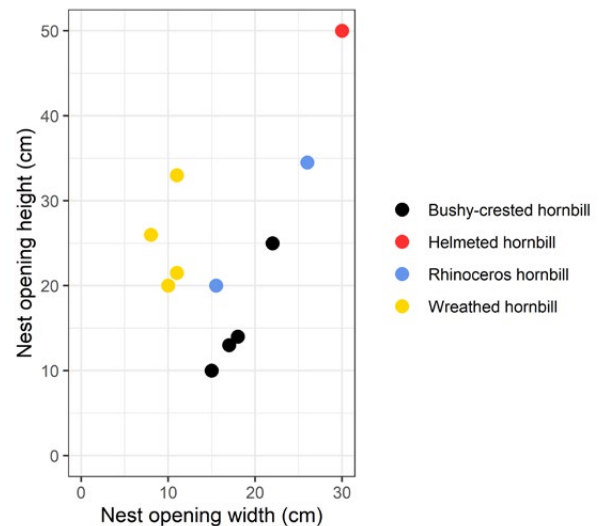 50
40
30
20
10
0
Nest opening height (cm)
0 10 20 30
Nest opening width (cm)
Bushy-crested hornbill
Helmeted hornbill
Rhinoceros hornbill
Wreathed hornbill